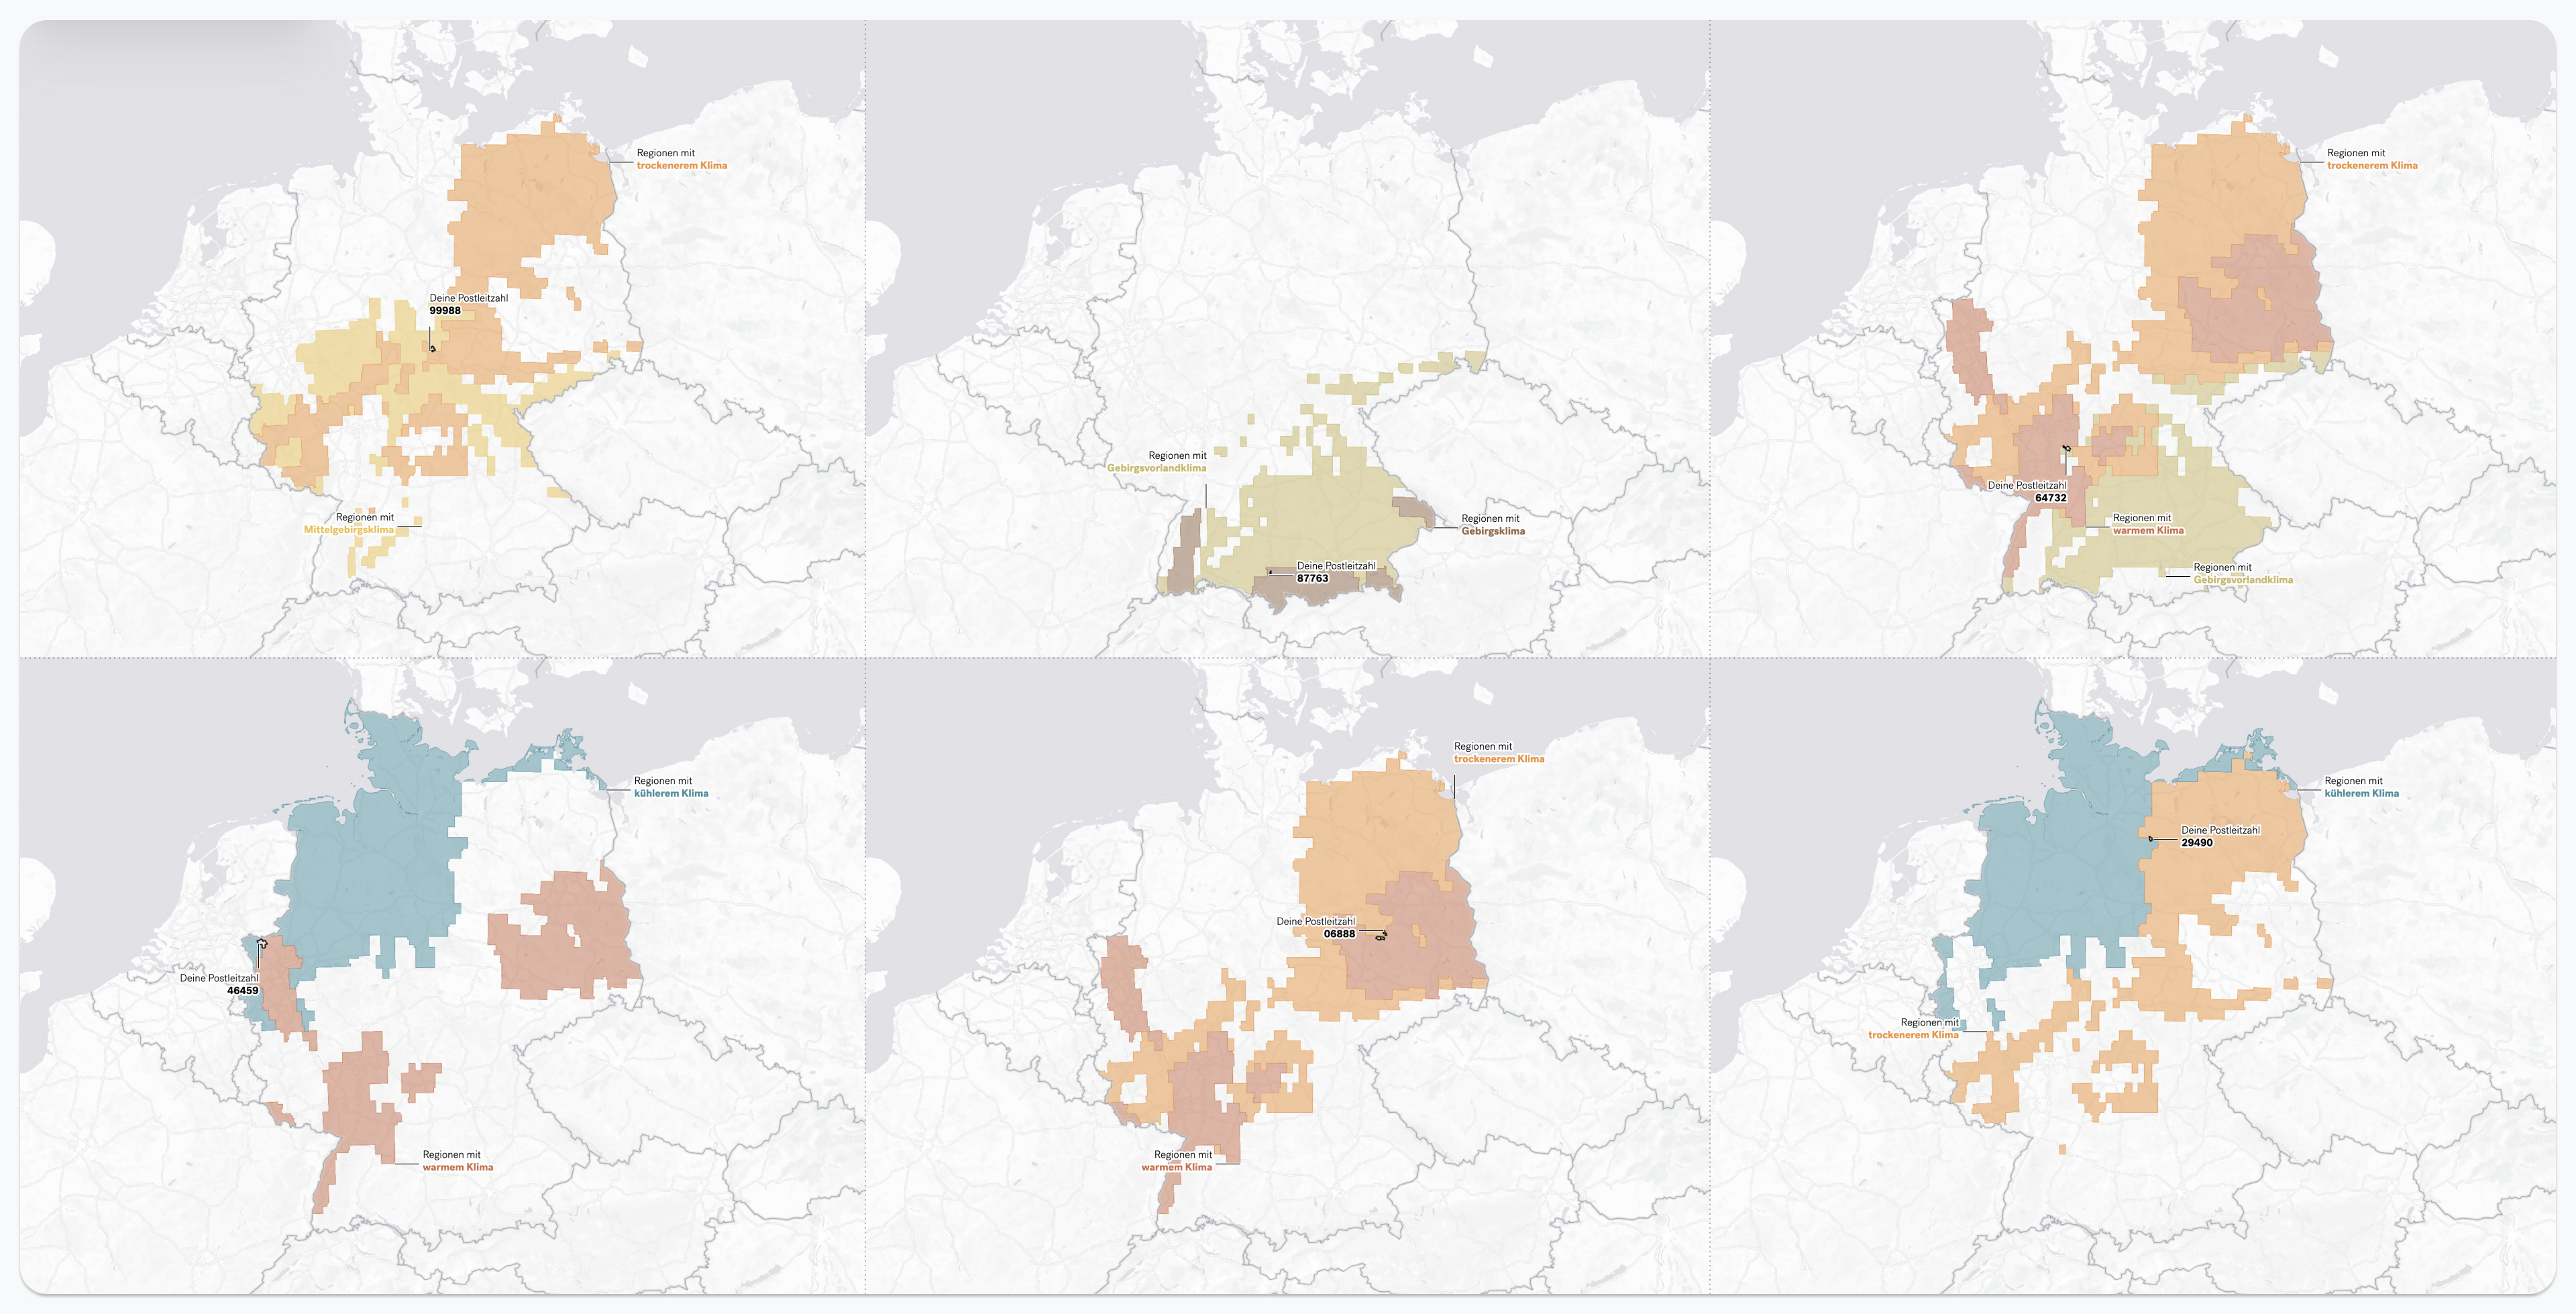 Regionen mit
trockenerem Klima
Deine Postleitzahl
99988
Regionen mit
Mittelgebirgsklima
Regionen mit
Gebirgsvorlandklima
Regionen mit
Gebirgsklima
Deine Postleitzahl
87763
Regionen mit
trockenerem Klima
Deine Postleitzahl
64732
Regionen mit
warmem Klima
Regionen mit
Gebirgsvorlandklima
Regionen mit
kühlerem Klima
Deine Postleitzahl
46459
Regionen mit
warmem Klima
Regionen mit
trockenerem Klima
Deine Postleitzahl
06888
Regionen mit
warmem Klima
Regionen mit
kühlerem Klima
Deine Postleitzahl
29490
Regionen mit
trockenerem Klima